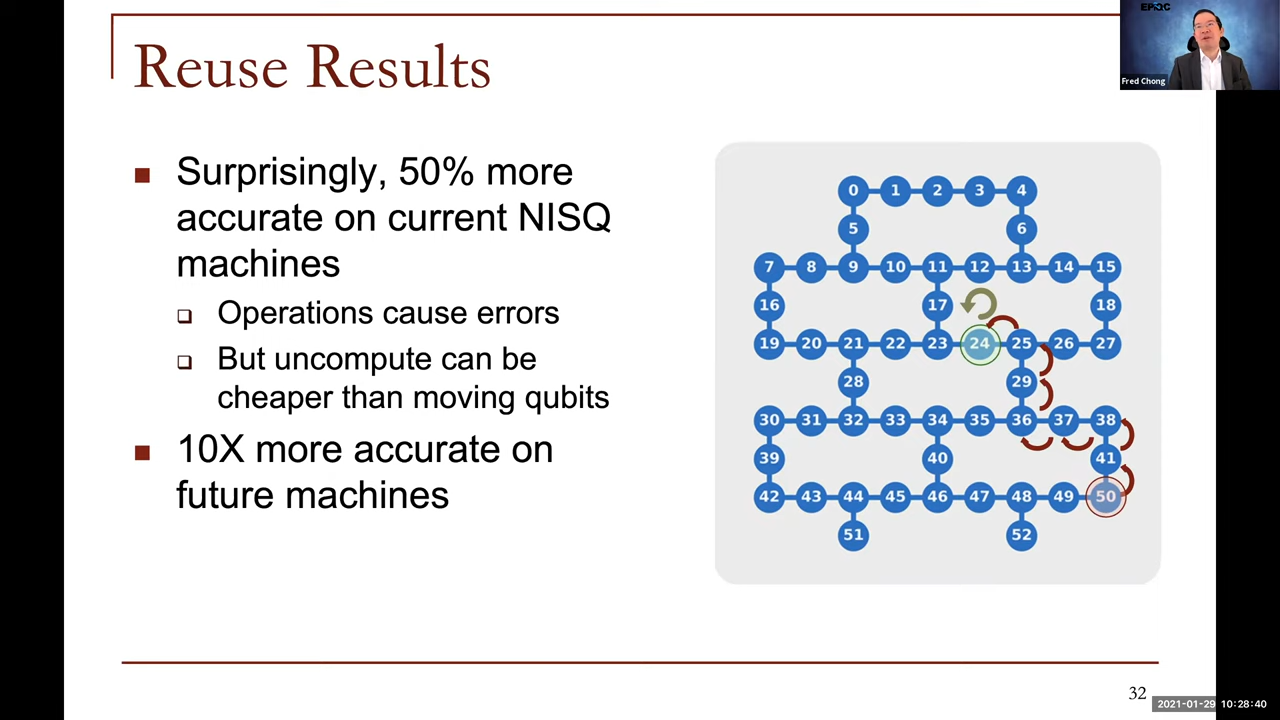 EPiQC
Fred Chong
Reuse Results
Surprisingly, 50% more
accurate on current NISQ
machines
Operations cause errors
But uncompute can be
cheaper than moving qubits
10X more accurate on
future machines
0 1 2 3 4
5 6
7 8 9 10 11 12 13 14 15
16 17 18
19 20 21 22 23 24 25 26 27
28 29
30 31 32 33 34 35 36 37 38
39 40 41
42 43 44 45 46 47 48 49 50
51 52
32
2021-01-29 10:28:40